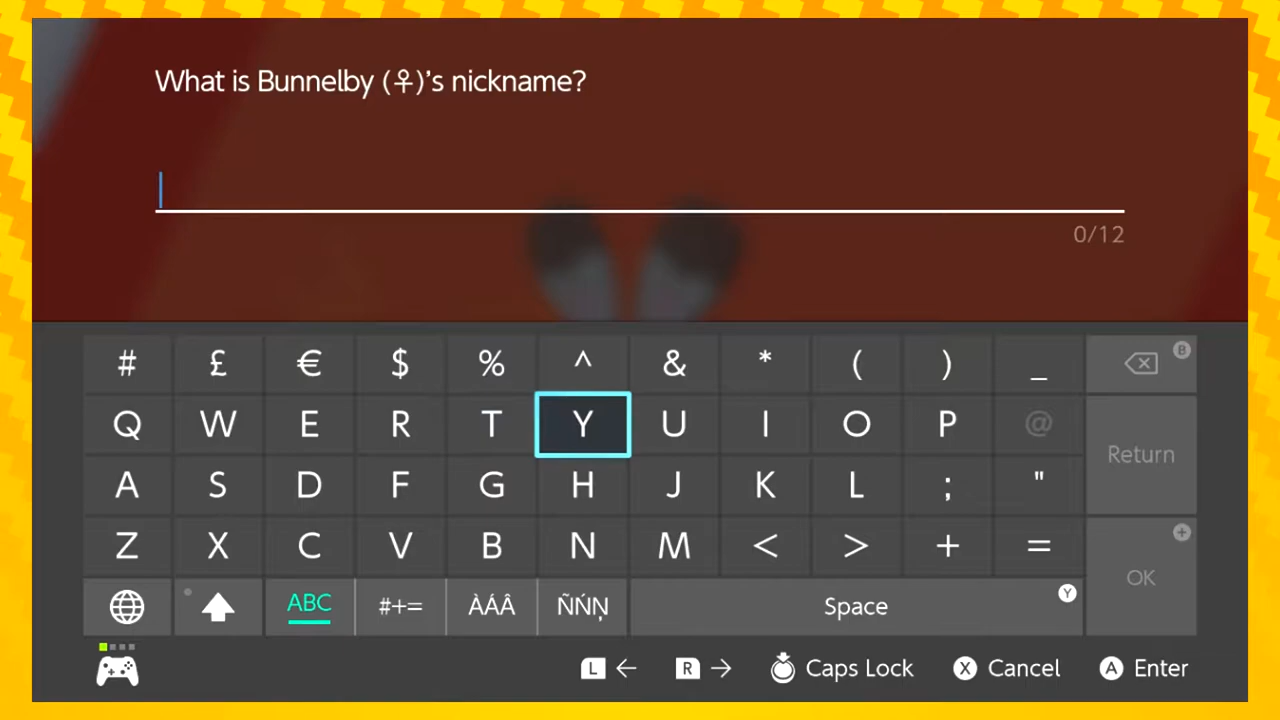 What is Bunnelby (♀)'s nickname?
0/12
# £ € $ % ^ & * ( ) _ B
Q W E R T Y U I O P @
Return
A S D F G H J K L ; "
Z X C V B N M < > + = +
OK
ABC #+= ÀÁÂ ÑŃŅ Space Y
L ← R → Caps Lock X Cancel A Enter